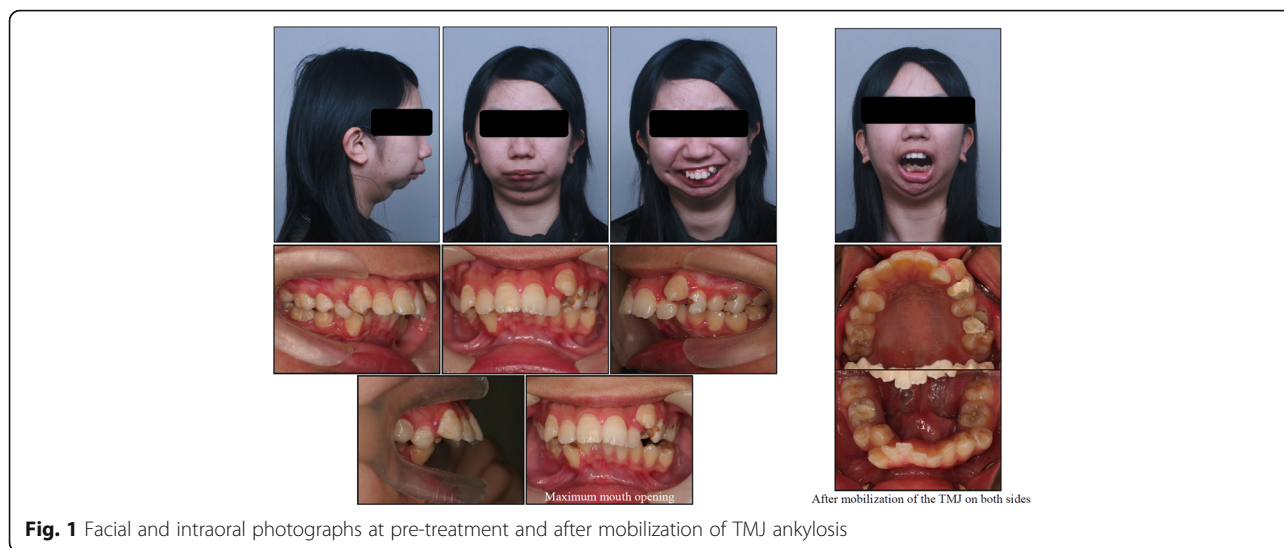 Maximum mouth opening
After mobilization of the TMJ on both sides
Fig. 1 Facial and intraoral photographs at pre-treatment and after mobilization of TMJ ankylosis